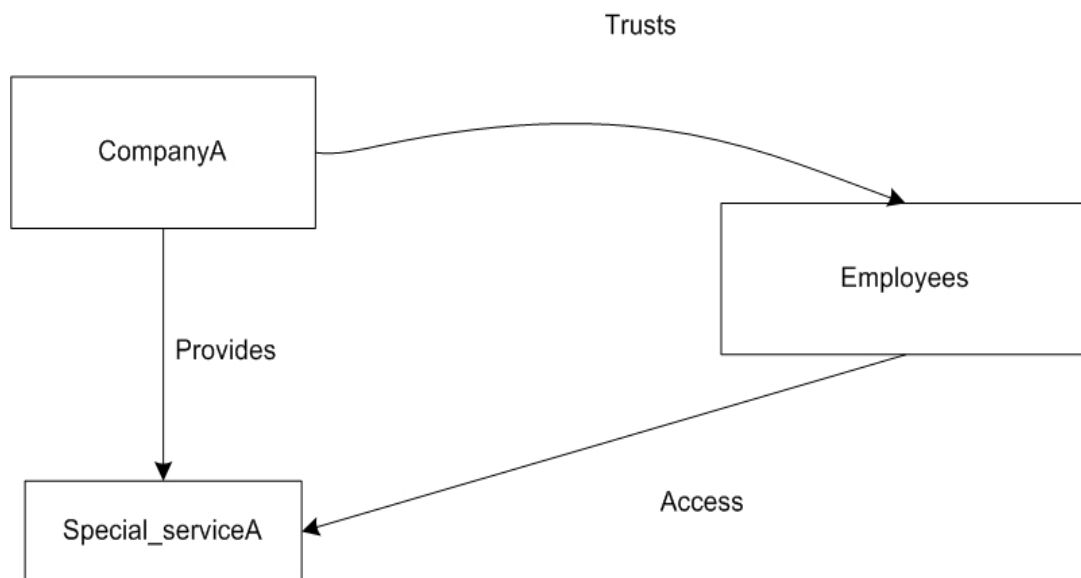 Trusts
CompanyA
Employees
Provides
Access
Special_serviceA